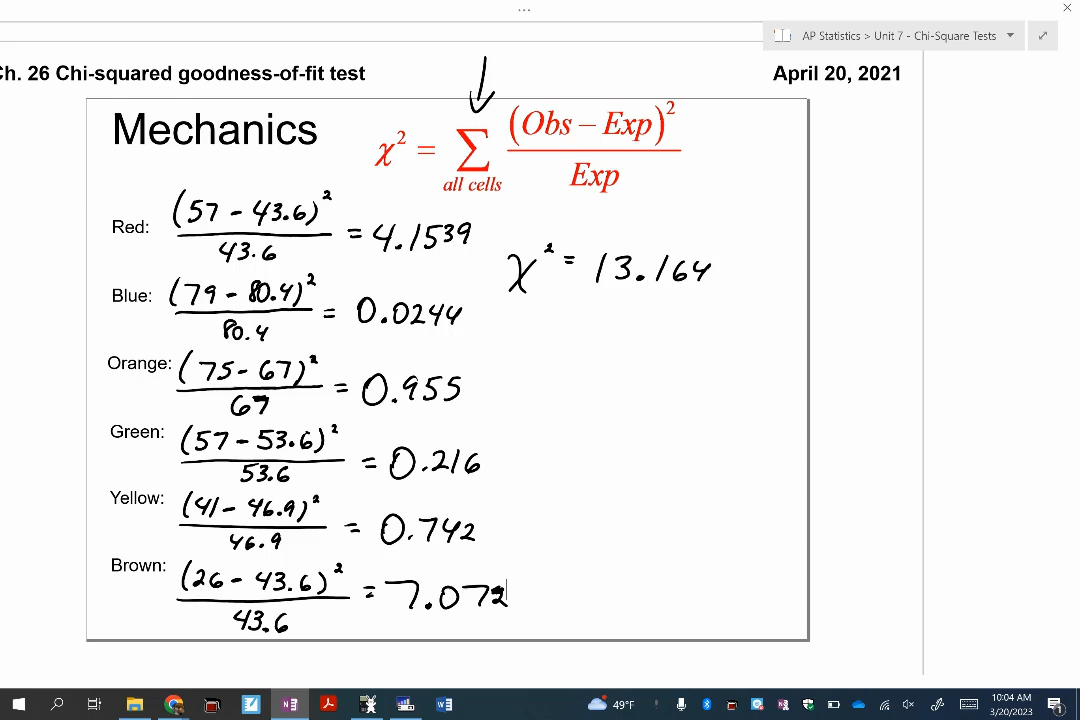 AP Statistics > Unit 7 - Chi-Square Tests
Ch. 26 Chi-squared goodness-of-fit test April 20, 2021
Mechanics
χ² = ∑ all cells (Obs – Exp)² / Exp
Red: (57 - 43.6)² / 43.6 = 4.1539
χ² = 13.164
Blue: (79 - 80.4)² / 80.4 = 0.0244
Orange: (75 - 67)² / 67 = 0.955
Green: (57 - 53.6)² / 53.6 = 0.216
Yellow: (41 - 46.9)² / 46.9 = 0.742
Brown: (26 - 43.6)² / 43.6 = 7.072
49°F
10:04 AM
3/20/2023